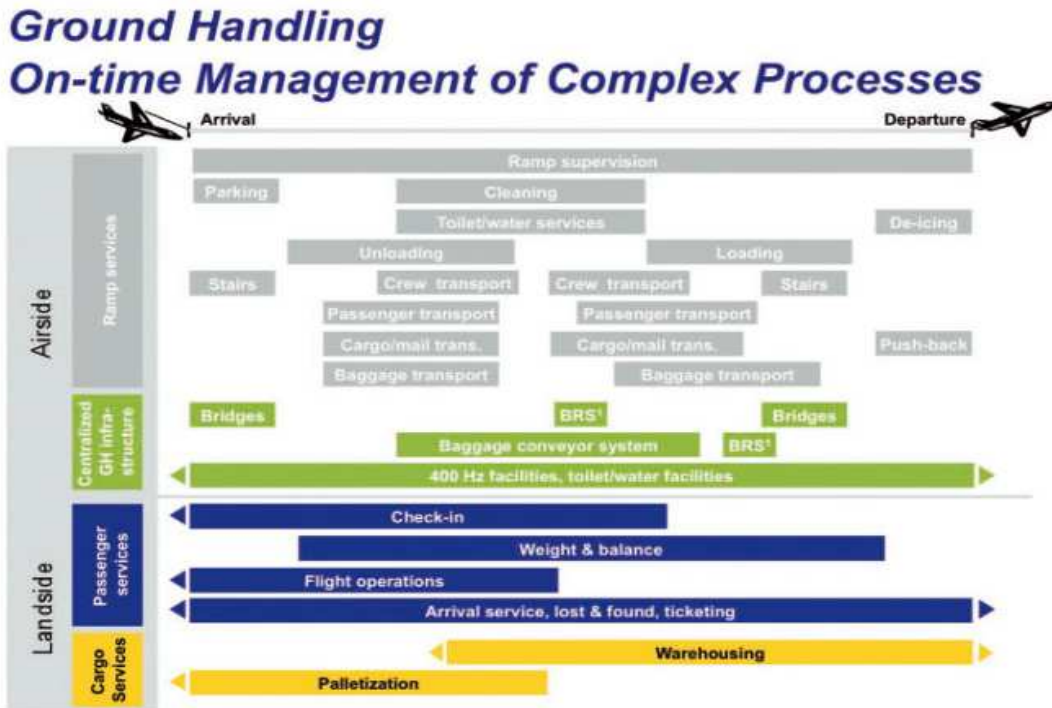 Ground Handling
On-time Management of Complex Processes
Arrival
Departure
Airside
Ramp services
Ramp supervision
Parking
Cleaning
Toilet/water services
De-icing
Unloading
Loading
Stairs
Crew transport
Crew transport
Stairs
Passenger transport
Passenger transport
Cargo/mail trans.
Cargo/mail trans.
Push-back
Baggage transport
Baggage transport
Centralized
GH infra-
structure
Bridges
BRS¹
Bridges
Baggage conveyor system
BRS¹
400 Hz facilities, toilet/water facilities
Landside
Passenger
services
Check-in
Weight & balance
Flight operations
Arrival service, lost & found, ticketing
Cargo
Services
Warehousing
Palletization